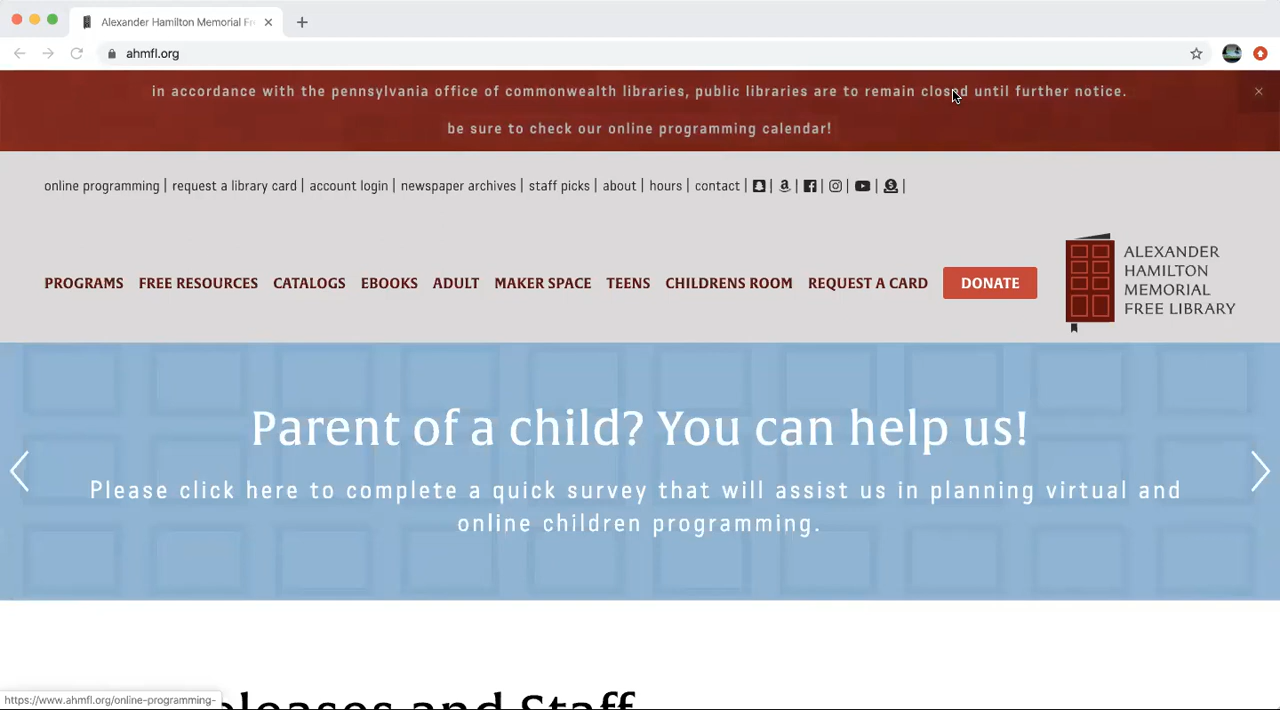 Alexander Hamilton Memorial Fr
ahmfl.org
in accordance with the pennsylvania office of commonwealth libraries, public libraries are to remain closed until further notice.
be sure to check our online programming calendar!
online programming | request a library card | account login | newspaper archives | staff picks | about | hours | contact |
PROGRAMS FREE RESOURCES CATALOGS EBOOKS ADULT MAKER SPACE TEENS CHILDRENS ROOM REQUEST A CARD DONATE
ALEXANDER
HAMILTON
MEMORIAL
FREE LIBRARY
Parent of a child? You can help us!
Please click here to complete a quick survey that will assist us in planning virtual and
online children programming.
and Staff
https://www.ahmfl.org/online-programming-